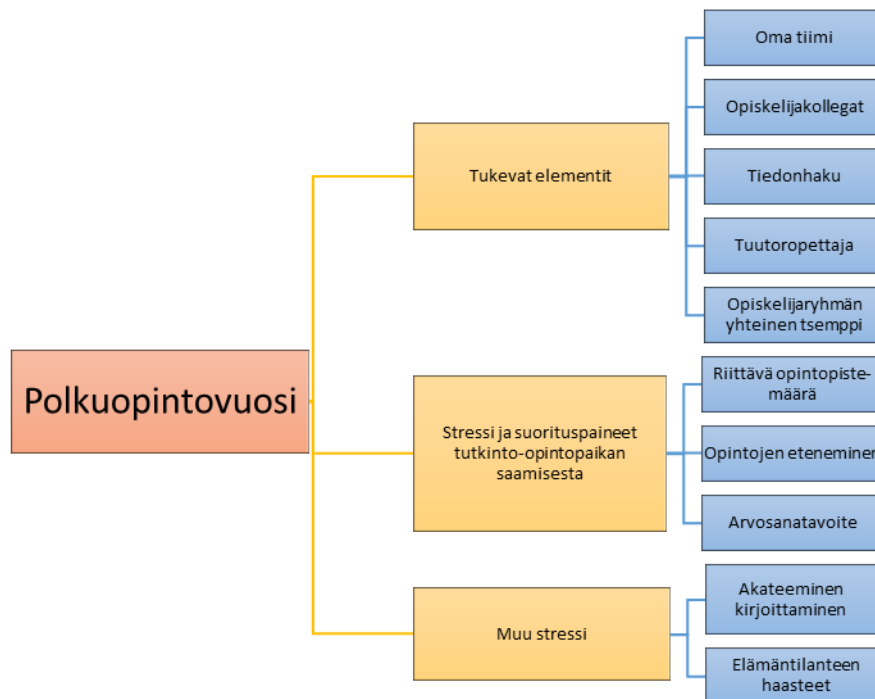 Polkuopintovuosi
Tukevat elementit
Oma tiimi
Opiskelijakollegat
Tiedonhaku
Tuutoropettaja
Opiskelijaryhmän
yhteinen tsemppi
Stressi ja suorituspaineet
tutkinto-opintopaikan
saamisesta
Riittävä opintopiste-
määrä
Opintojen eteneminen
Arvosanatavoite
Muu stressi
Akateeminen
kirjoittaminen
Elämäntilanteen
haasteet